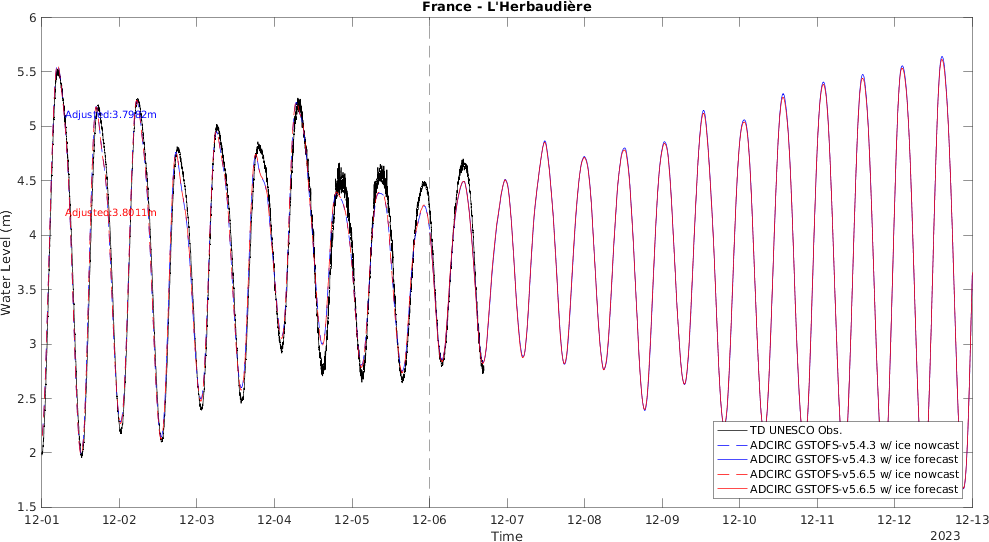 France - L'Herbaudière
6
5.5
5
4.5
4
3.5
3
2.5
2
1.5
Water Level (m)
Adjusted:3.7982m
Adjusted:3.8011m
TD UNESCO Obs.
ADCIRC GSTOFS-v5.4.3 w/ ice nowcast
ADCIRC GSTOFS-v5.4.3 w/ ice forecast
ADCIRC GSTOFS-v5.6.5 w/ ice nowcast
ADCIRC GSTOFS-v5.6.5 w/ ice forecast
12-01 12-02 12-03 12-04 12-05 12-06 12-07 12-08 12-09 12-10 12-11 12-12 12-13
Time
2023